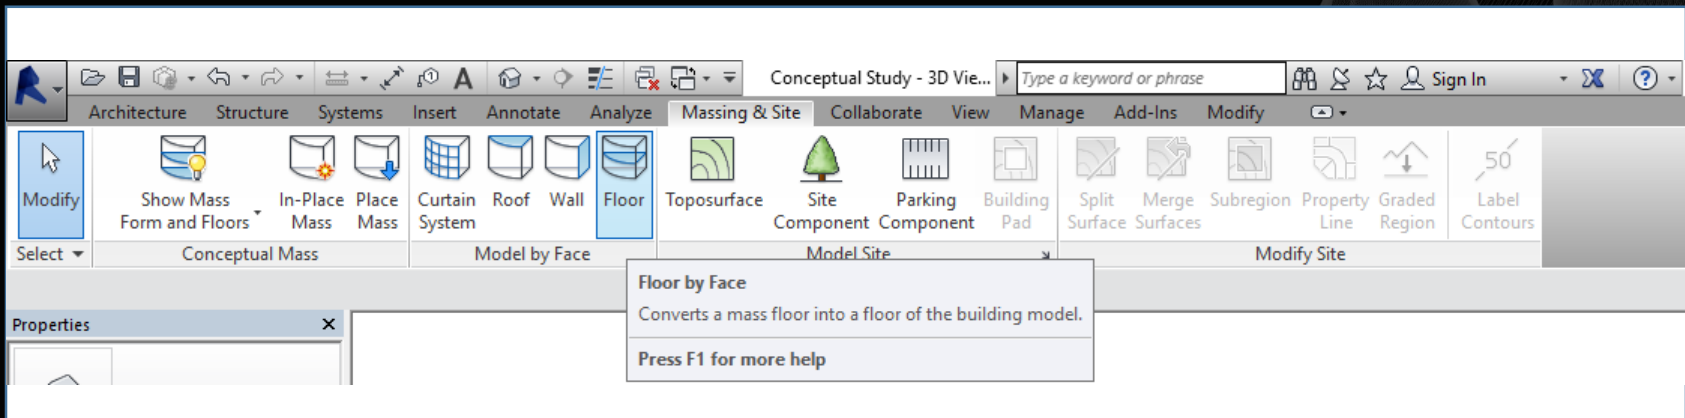 Conceptual Study - 3D Vie... Type a keyword or phrase Sign In
Architecture Structure Systems Insert Annotate Analyze Massing & Site Collaborate View Manage Add-Ins Modify
Modify Show Mass In-Place Place Curtain Roof Wall Floor Toposurface Site Parking Building Split Merge Subregion Property Graded Label
Form and Floors Mass Mass System Component Component Pad Surface Surfaces Line Region Contours
Select Conceptual Mass Model by Face Model Site Modify Site
Floor by Face
Converts a mass floor into a floor of the building model.
Properties
Press F1 for more help